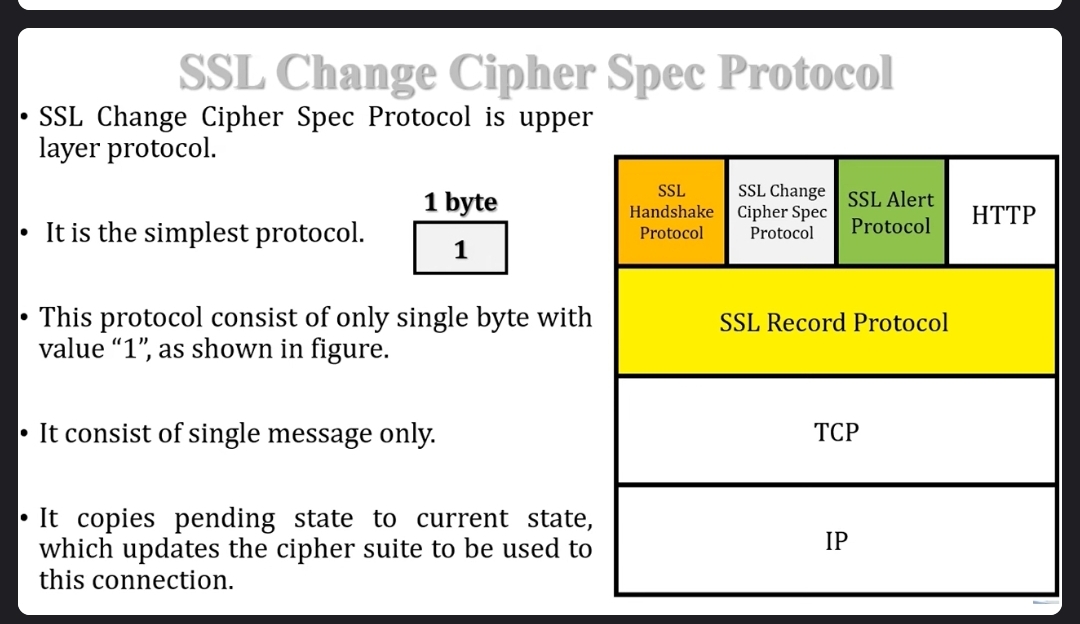 SSL Change Cipher Spec Protocol
• SSL Change Cipher Spec Protocol is upper
layer protocol.
1 byte
• It is the simplest protocol.
1
• This protocol consist of only single byte with
value “1”, as shown in figure.
• It consist of single message only.
• It copies pending state to current state,
which updates the cipher suite to be used to
this connection.
SSL
Handshake
Protocol
SSL Change
Cipher Spec
Protocol
SSL Alert
Protocol
HTTP
SSL Record Protocol
TCP
IP